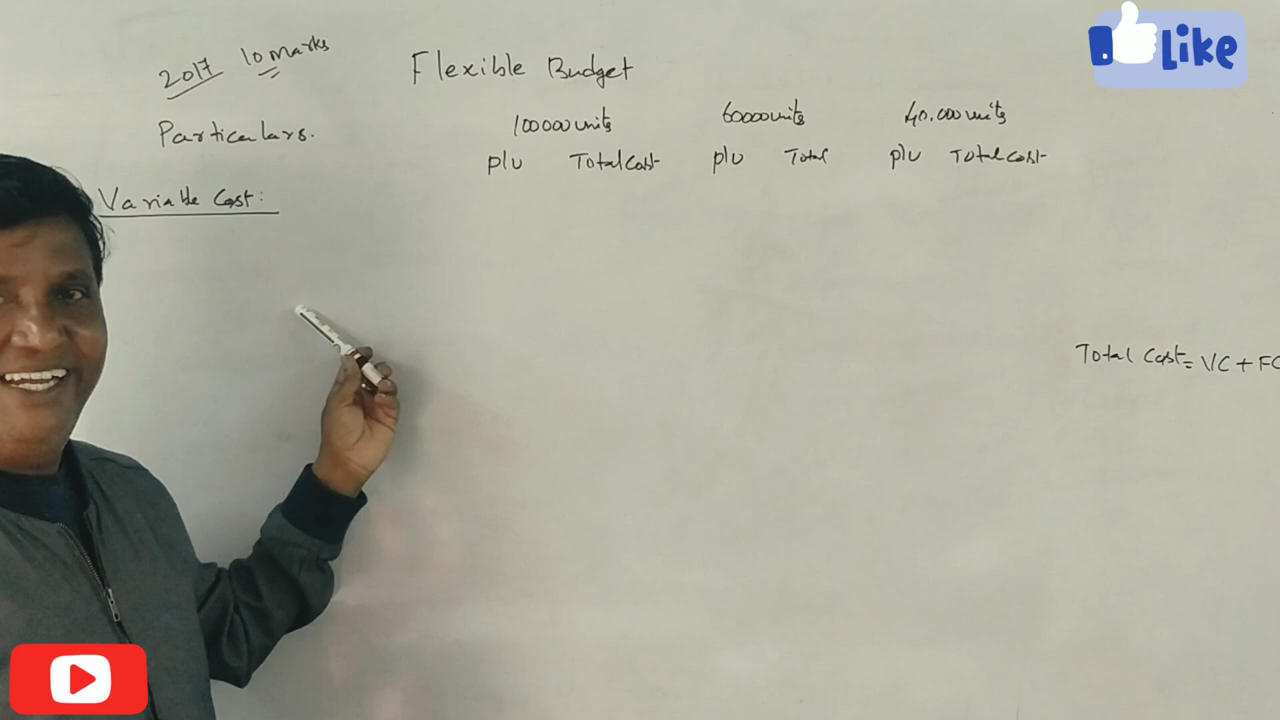 2017 10 marks
Flexible Budget
Particulars.
100000 units 60000 units 40.000 units
p/u Total Cost p/u Total p/u Total cost
Variable Cost:
Total Cost = VC + FC
Like